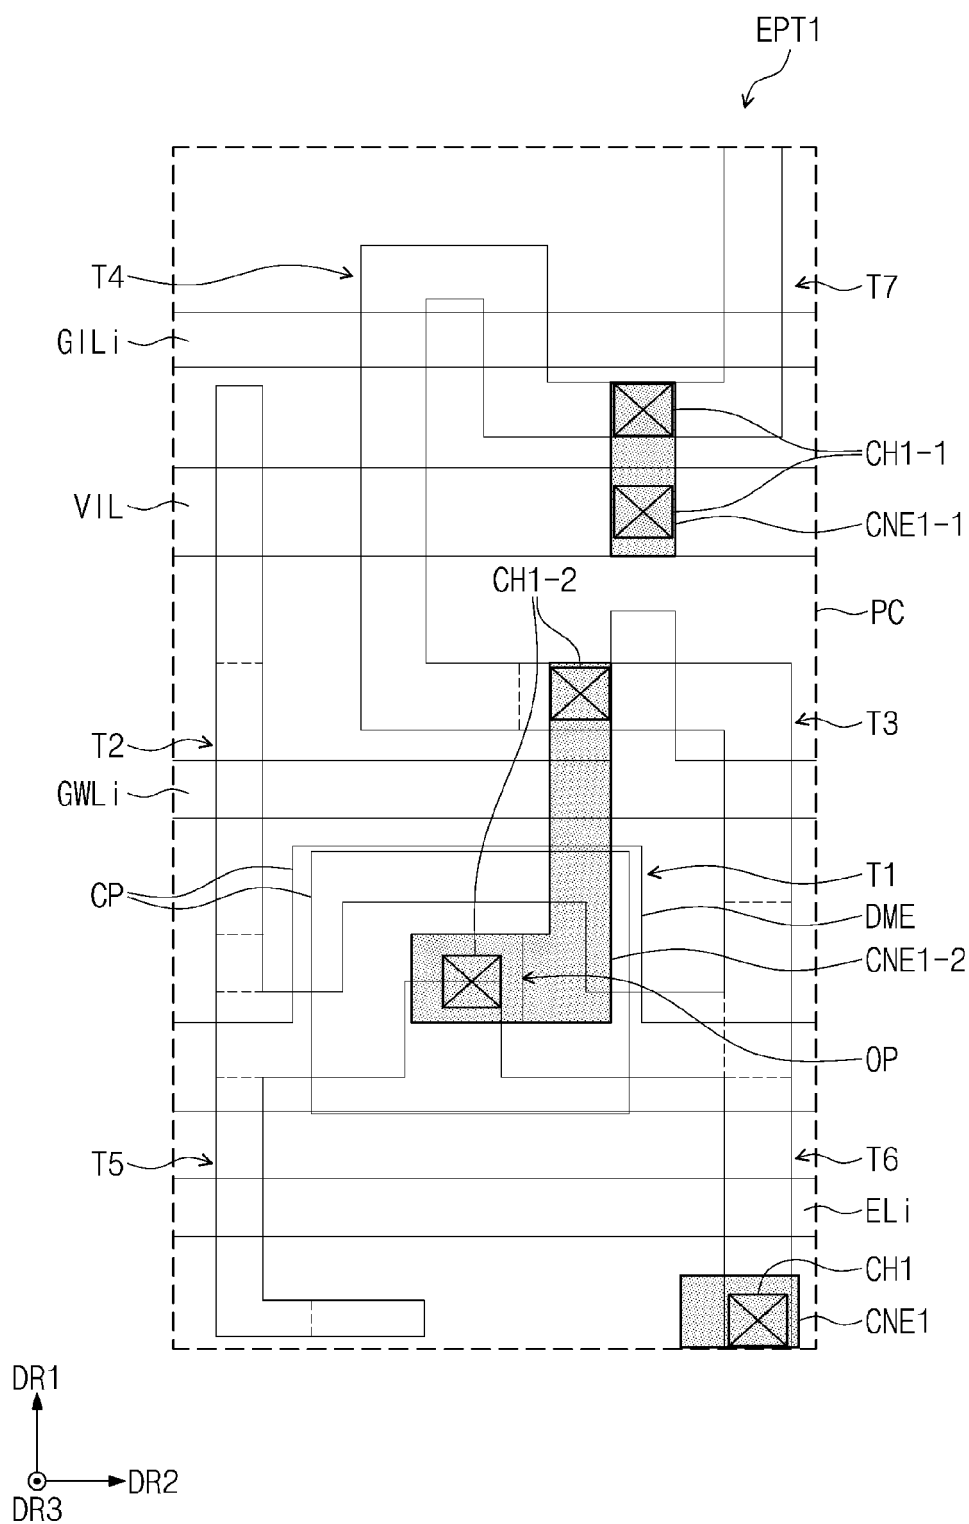 EPT1
T4
T7
GILi
CH1-1
VIL
CNE1-1
CH1-2
PC
T2
T3
GWLi
CP
T1
DME
CNE1-2
OP
T5
T6
ELi
CH1
CNE1
DR1
DR2
DR3